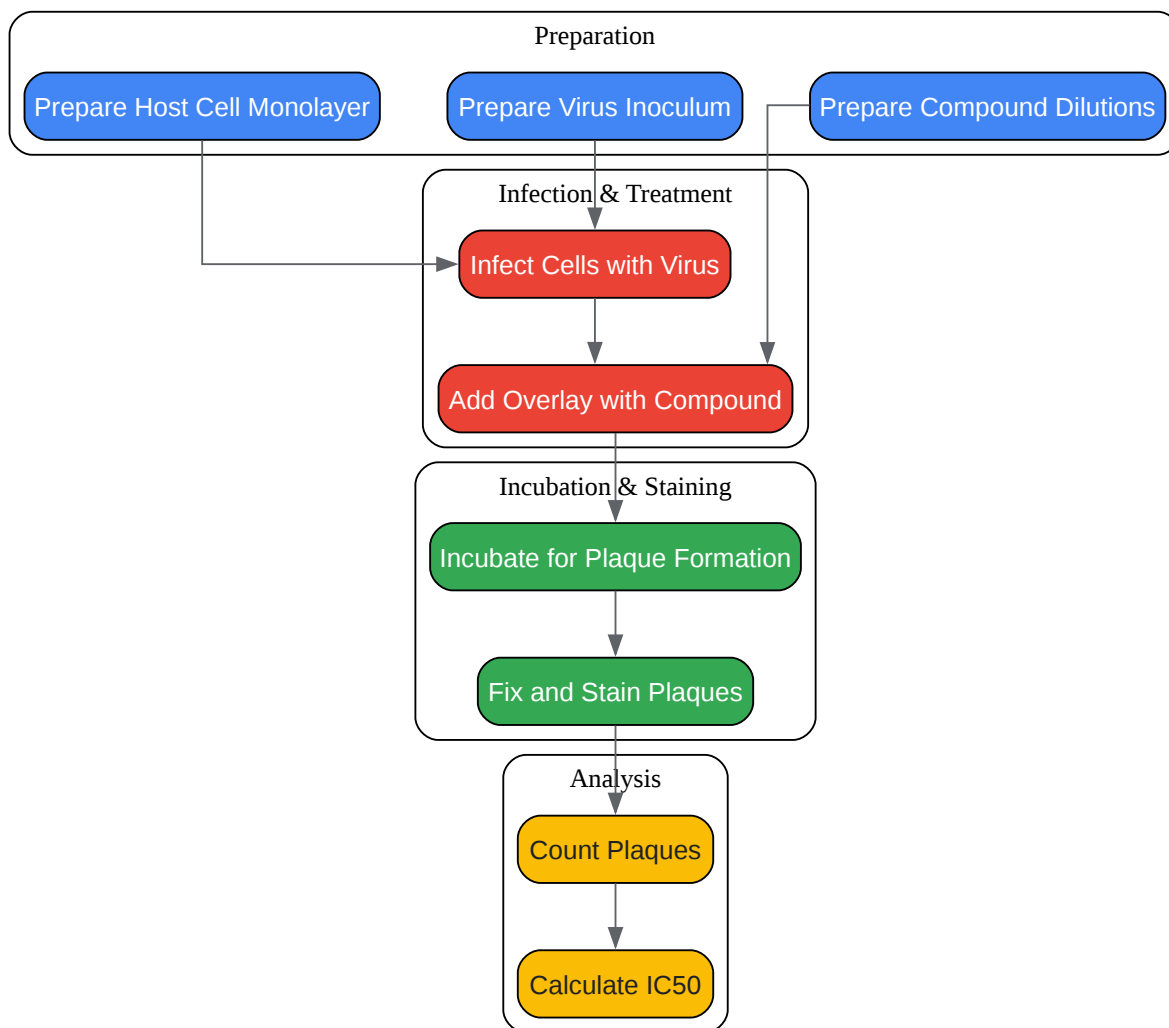 Preparation
Prepare Host Cell Monolayer
Prepare Virus Inoculum
Prepare Compound Dilutions
Infection & Treatment
Infect Cells with Virus
Add Overlay with Compound
Incubation & Staining
Incubate for Plaque Formation
Fix and Stain Plaques
Analysis
Count Plaques
Calculate IC50